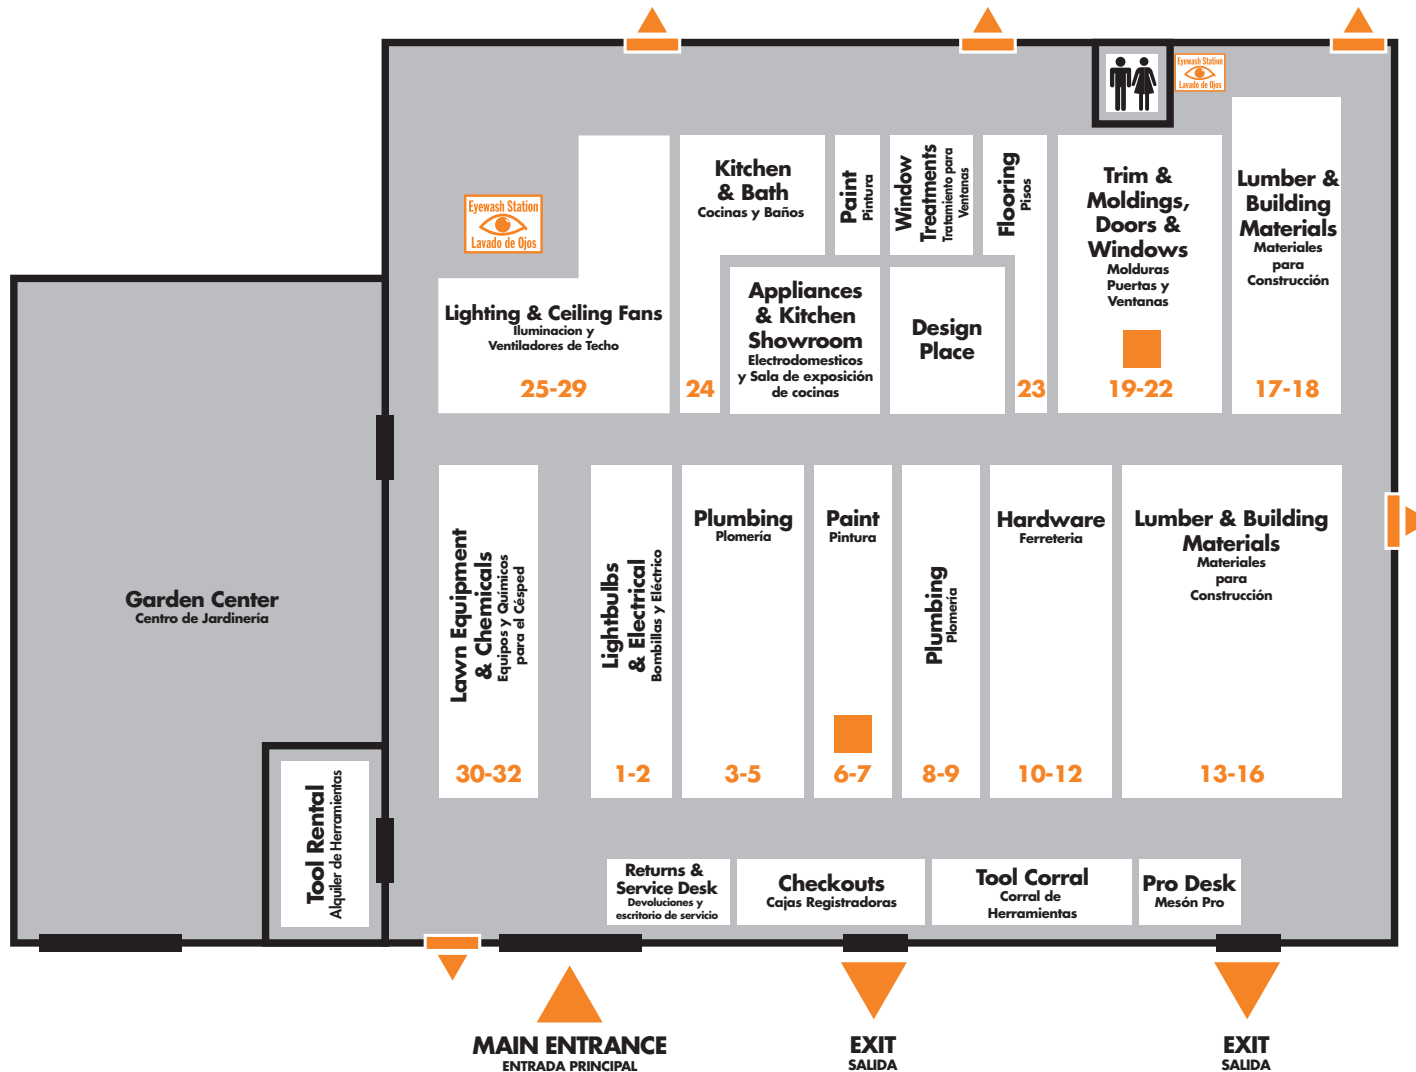 Eyewash Station
Lavado de Ojos
Eyewash Station
Lavado de Ojos
Kitchen
& Bath
Cocinas y Baños
Paint
Pintura
Window
Treatments
Tratamiento para
Ventanas
Flooring
Pisos
Trim &
Moldings,
Doors &
Windows
Molduras
Puertas y
Ventanas
19-22
Lumber &
Building
Materials
Materiales
para
Construcción
17-18
Lighting & Ceiling Fans
Iluminacion y
Ventiladores de Techo
25-29
24
Appliances
& Kitchen
Showroom
Electrodomesticos
y Sala de exposición
de cocinas
Design
Place
23
Garden Center
Centro de Jardinería
Lawn Equipment
& Chemicals
Equipos y Químicos
para el Césped
30-32
Lightbulbs
& Electrical
Bombillas y Eléctrico
1-2
Plumbing
Plomería
3-5
Paint
Pintura
6-7
Plumbing
Plomería
8-9
Hardware
Ferreteria
10-12
Lumber & Building
Materials
Materiales
para
Construcción
13-16
Tool Rental
Alquiler de Herramientas
Returns &
Service Desk
Devoluciones y
escritorio de servicio
Checkouts
Cajas Registradoras
Tool Corral
Corral de
Herramientas
Pro Desk
Mesón Pro
MAIN ENTRANCE
ENTRADA PRINCIPAL
EXIT
SALIDA
EXIT
SALIDA